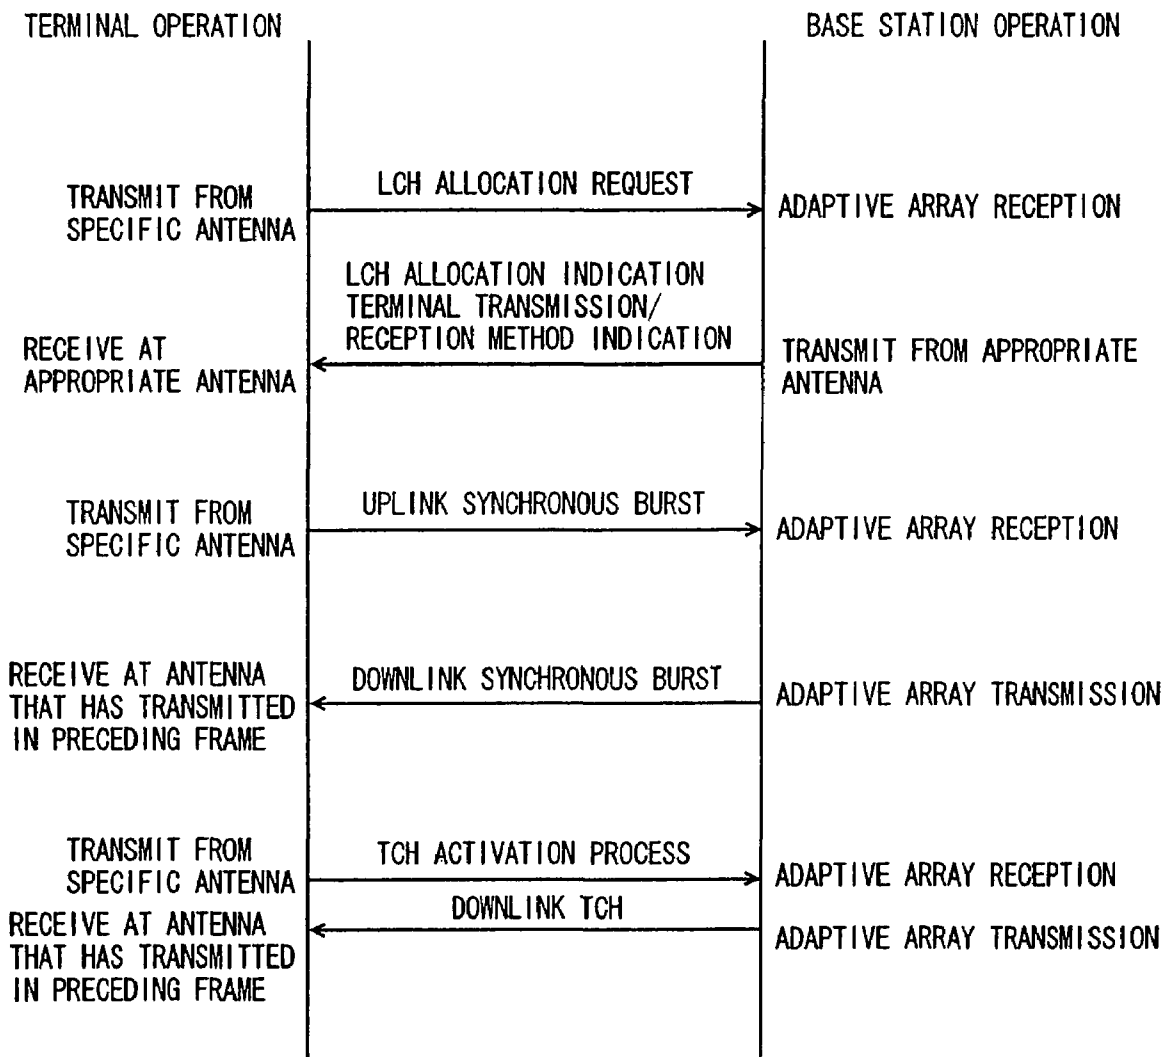 TERMINAL OPERATION
BASE STATION OPERATION
LCH ALLOCATION REQUEST
TRANSMIT FROM
SPECIFIC ANTENNA
ADAPTIVE ARRAY RECEPTION
LCH ALLOCATION INDICATION
TERMINAL TRANSMISSION/
RECEPTION METHOD INDICATION
RECEIVE AT
APPROPRIATE ANTENNA
TRANSMIT FROM APPROPRIATE
ANTENNA
UPLINK SYNCHRONOUS BURST
TRANSMIT FROM
SPECIFIC ANTENNA
ADAPTIVE ARRAY RECEPTION
DOWNLINK SYNCHRONOUS BURST
RECEIVE AT ANTENNA
THAT HAS TRANSMITTED
IN PRECEDING FRAME
ADAPTIVE ARRAY TRANSMISSION
TCH ACTIVATION PROCESS
TRANSMIT FROM
SPECIFIC ANTENNA
ADAPTIVE ARRAY RECEPTION
DOWNLINK TCH
RECEIVE AT ANTENNA
THAT HAS TRANSMITTED
IN PRECEDING FRAME
ADAPTIVE ARRAY TRANSMISSION